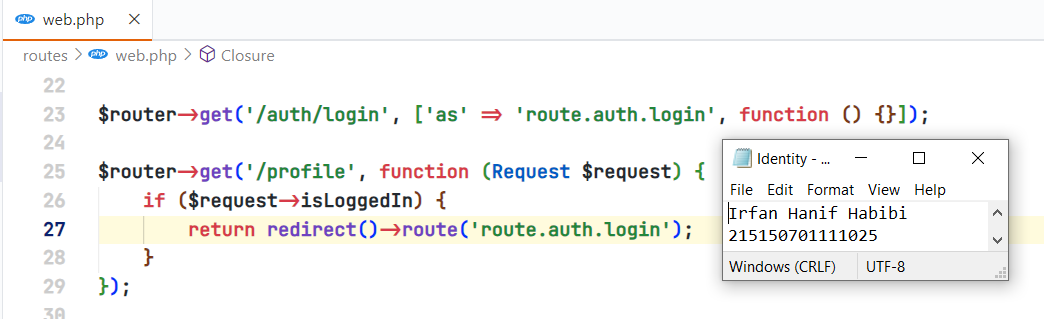 php web.php ×
routes > php web.php > Closure
22
23 $router->get('/auth/login', ['as' => 'route.auth.login', function () {}]);
24
25 $router->get('/profile', function (Request $request) {
26 if ($request->isLoggedIn) {
27 return redirect()->route('route.auth.login');
28 }
29 });
30
Identity - ...
File Edit Format View Help
Irfan Hanif Habibi
215150701111025
Windows (CRLF) UTF-8